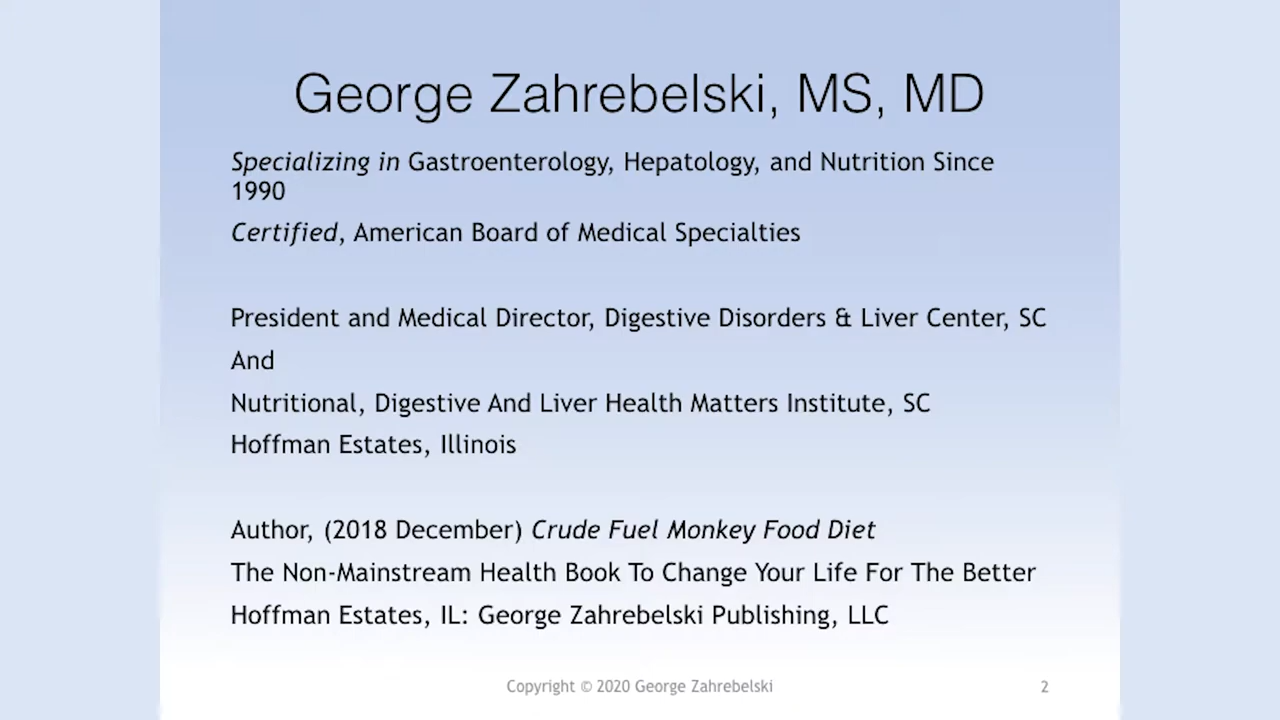 George Zahrebelski, MS, MD
Specializing in Gastroenterology, Hepatology, and Nutrition Since
1990
Certified, American Board of Medical Specialties
President and Medical Director, Digestive Disorders & Liver Center, SC
And
Nutritional, Digestive And Liver Health Matters Institute, SC
Hoffman Estates, Illinois
Author, (2018 December) Crude Fuel Monkey Food Diet
The Non-Mainstream Health Book To Change Your Life For The Better
Hoffman Estates, IL: George Zahrebelski Publishing, LLC
Copyright © 2020 George Zahrebelski
2